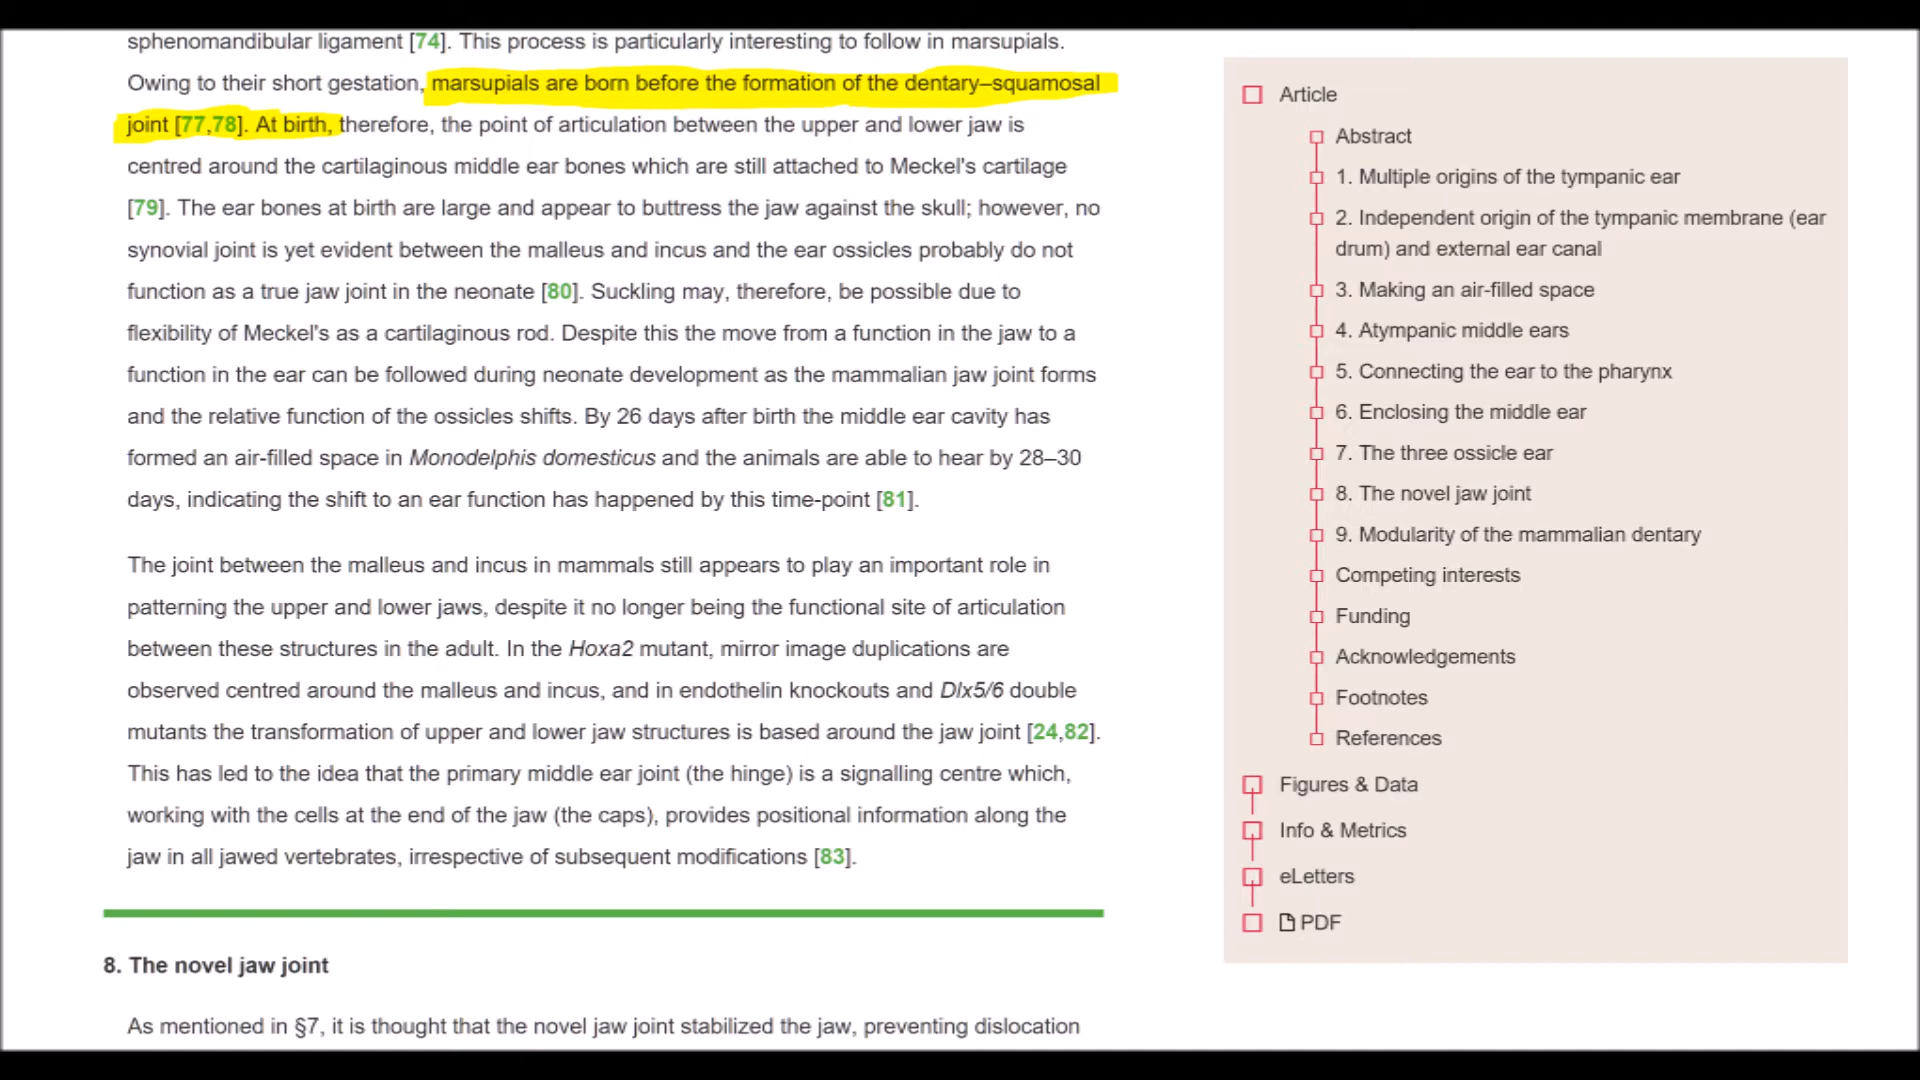 sphenomandibular ligament [74]. This process is particularly interesting to follow in marsupials.
Owing to their short gestation, marsupials are born before the formation of the dentary–squamosal
joint [77,78]. At birth, therefore, the point of articulation between the upper and lower jaw is
centred around the cartilaginous middle ear bones which are still attached to Meckel's cartilage
[79]. The ear bones at birth are large and appear to buttress the jaw against the skull; however, no
synovial joint is yet evident between the malleus and incus and the ear ossicles probably do not
function as a true jaw joint in the neonate [80]. Suckling may, therefore, be possible due to
flexibility of Meckel's as a cartilaginous rod. Despite this the move from a function in the jaw to a
function in the ear can be followed during neonate development as the mammalian jaw joint forms
and the relative function of the ossicles shifts. By 26 days after birth the middle ear cavity has
formed an air-filled space in Monodelphis domesticus and the animals are able to hear by 28–30
days, indicating the shift to an ear function has happened by this time-point [81].
The joint between the malleus and incus in mammals still appears to play an important role in
patterning the upper and lower jaws, despite it no longer being the functional site of articulation
between these structures in the adult. In the Hoxa2 mutant, mirror image duplications are
observed centred around the malleus and incus, and in endothelin knockouts and Dlx5/6 double
mutants the transformation of upper and lower jaw structures is based around the jaw joint [24,82].
This has led to the idea that the primary middle ear joint (the hinge) is a signalling centre which,
working with the cells at the end of the jaw (the caps), provides positional information along the
jaw in all jawed vertebrates, irrespective of subsequent modifications [83].
8. The novel jaw joint
As mentioned in §7, it is thought that the novel jaw joint stabilized the jaw, preventing dislocation
Article
Abstract
1. Multiple origins of the tympanic ear
2. Independent origin of the tympanic membrane (ear
drum) and external ear canal
3. Making an air-filled space
4. Atympanic middle ears
5. Connecting the ear to the pharynx
6. Enclosing the middle ear
7. The three ossicle ear
8. The novel jaw joint
9. Modularity of the mammalian dentary
Competing interests
Funding
Acknowledgements
Footnotes
References
Figures & Data
Info & Metrics
eLetters
PDF